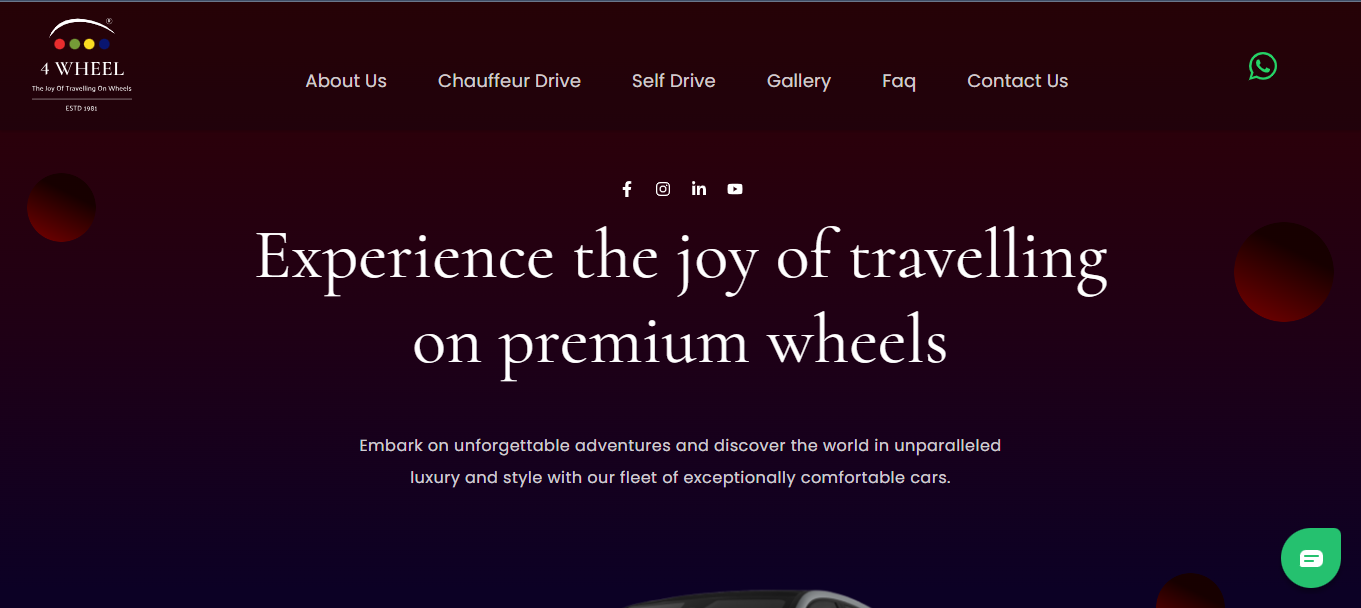 ®
4 WHEEL
The Joy Of Travelling On Wheels
ESTD 1981
About Us Chauffeur Drive Self Drive Gallery Faq Contact Us
Experience the joy of travelling
on premium wheels
Embark on unforgettable adventures and discover the world in unparalleled
luxury and style with our fleet of exceptionally comfortable cars.